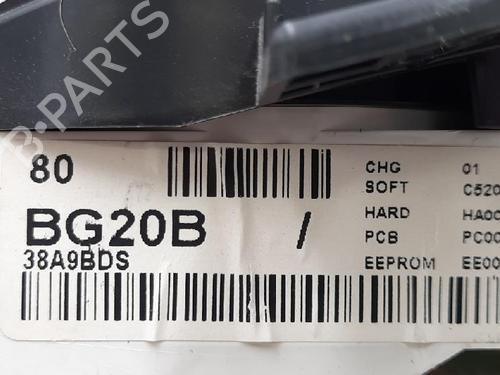 B-PARTS
80
CHG 01
SOFT C520
BG20B / HARD HA00
PCB PC00
38A9BDS EEPROM EE00